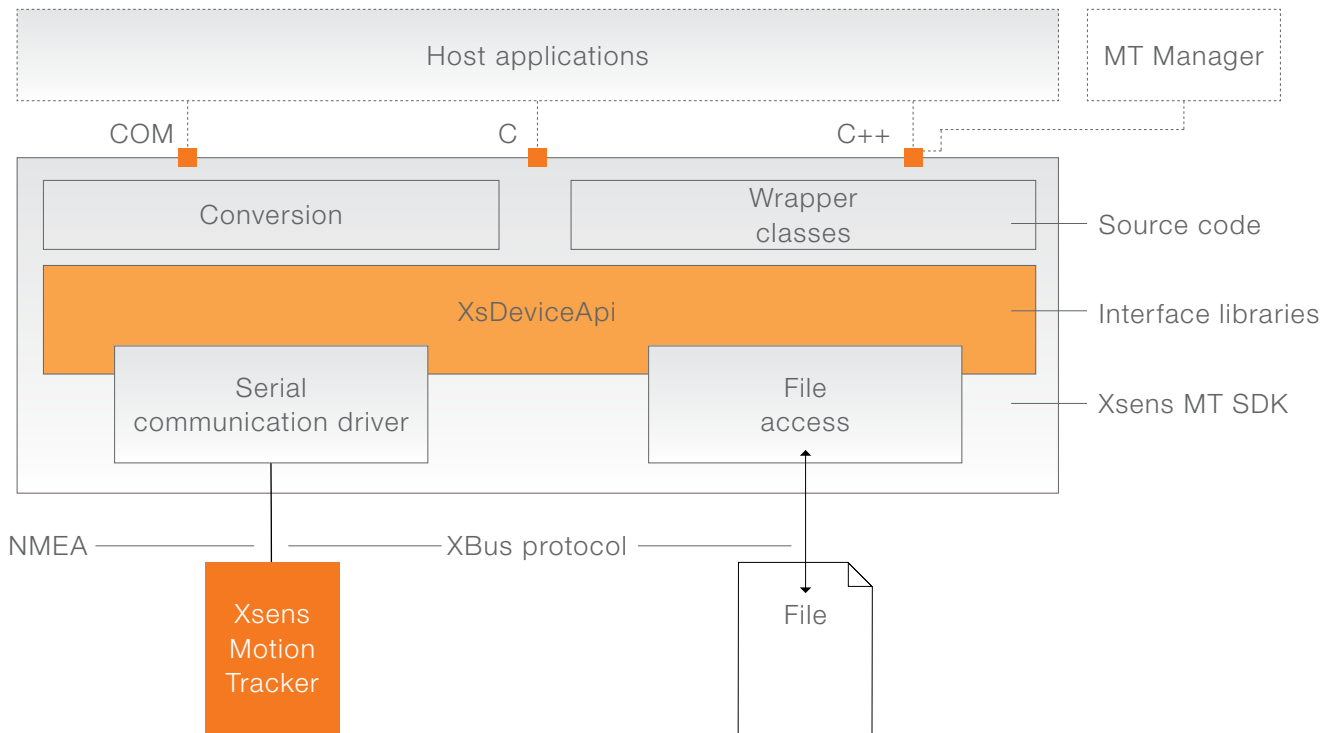 Host applications
MT Manager
COM
C
C++
Conversion
Wrapper
classes
Source code
XsDeviceApi
Interface libraries
Serial
communication driver
File
access
Xsens MT SDK
NMEA
XBus protocol
Xsens
Motion
Tracker
File